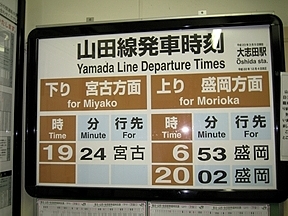 山田線発車時刻
Yamada Line Departure Times
大志田駅
Ōshida sta.
下り 宮古方面
for Miyako
上り 盛岡方面
for Morioka
時 分 行先
Time Minute For
時 分 行先
Time Minute For
19 24 宮古
6 53 盛岡
20 02 盛岡